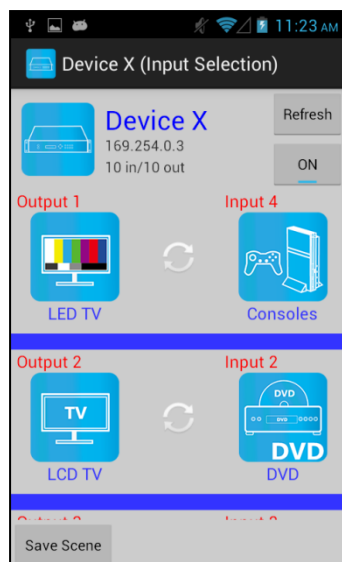 11:23 AM
Device X (Input Selection)
Device X
169.254.0.3
10 in/10 out
Refresh
ON
Output 1
Input 4
LED TV
Consoles
Output 2
Input 2
TV
DVD
DVD
LCD TV
DVD
Save Scene